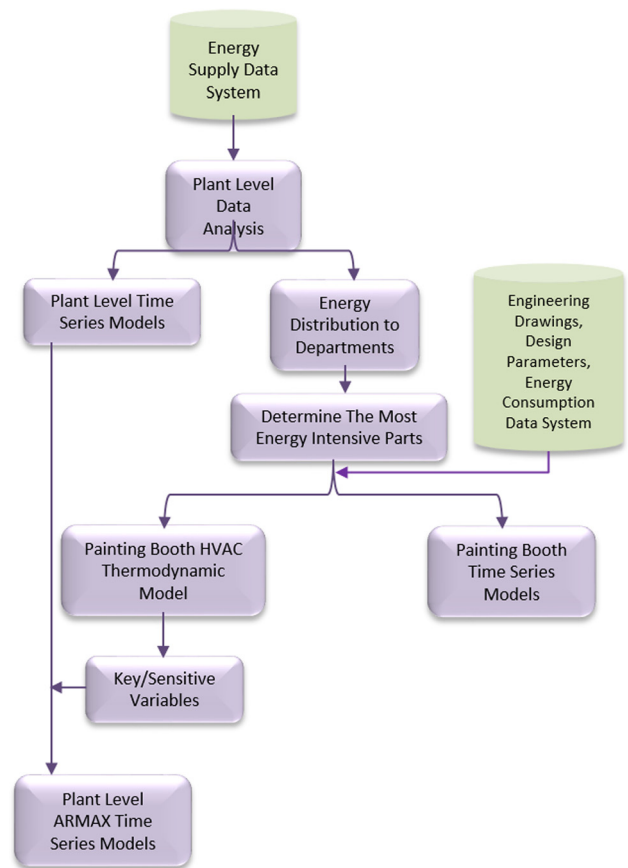 Energy
Supply Data
System
Plant Level
Data
Analysis
Plant Level Time
Series Models
Energy
Distribution to
Departments
Engineering
Drawings,
Design
Parameters,
Energy
Consumption
Data System
Determine The Most
Energy Intensive Parts
Painting Booth HVAC
Thermodynamic
Model
Painting Booth
Time Series
Models
Key/Sensitive
Variables
Plant Level
ARMAX Time
Series Models